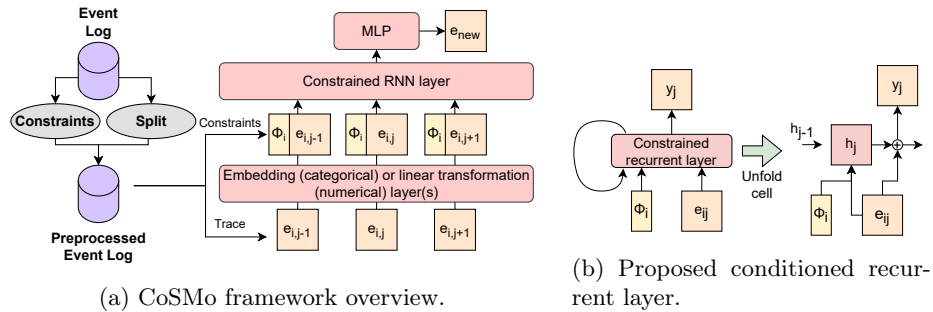 Event
Log
Constraints
Split
Preprocessed
Event Log
Constraints
Trace
MLP
e_new
Constrained RNN layer
Φ_i e_i,j-1
Φ_i e_i,j
Φ_i e_i,j+1
Embedding (categorical) or linear transformation
(numerical) layer(s)
e_i,j-1
e_i,j
e_i,j+1
(a) CoSMo framework overview.
y_j
Constrained
recurrent layer
Φ_i
e_ij
Unfold
cell
y_j
h_j-1
h_j
Φ_i
e_ij
(b) Proposed conditioned recur-
rent layer.